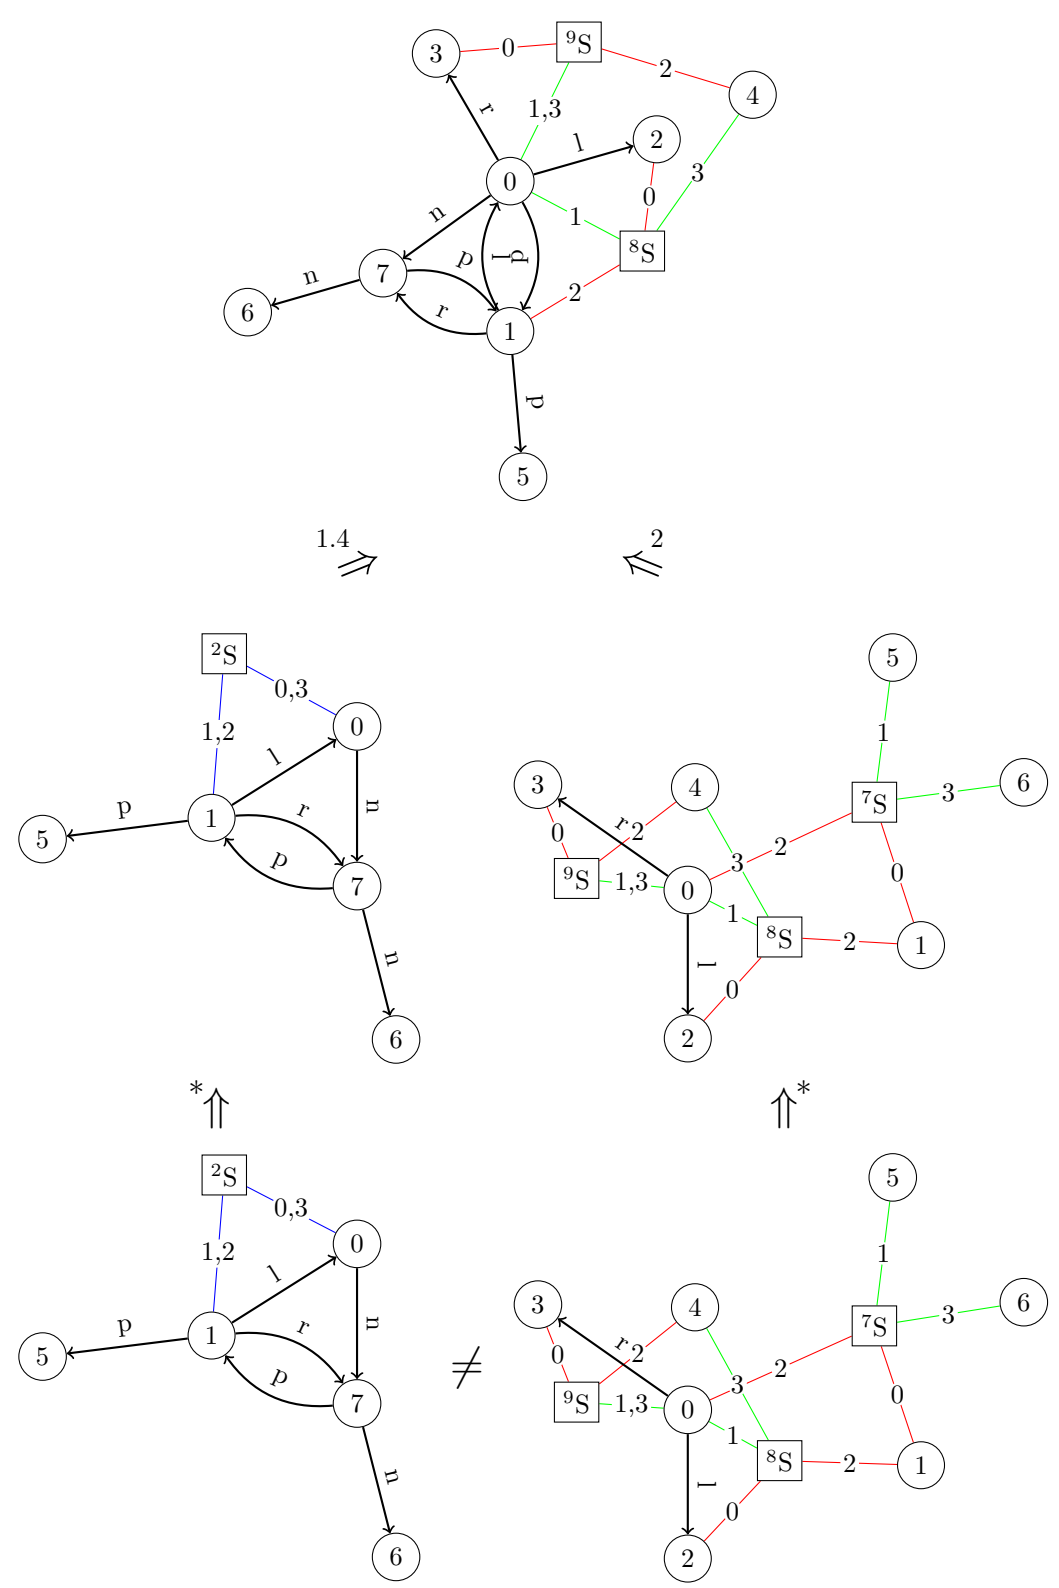 3 0 ⁹S 2 4
r 1,3 l 2 3
0 n 1 0 ⁸S
7 p l p 2
n r 1
6 p
5
1.4 ⇒ ⇐ 2
²S 0,3 5
1,2 0 1
l n 3 4 ⁷S 3 6
p 1 r 0 r 2 3 2 0
5 p ⁹S 1,3 0 1 ⁸S 2 1
7 n l 0
6 2
* ⇑ ⇑ *
²S 0,3 5
1,2 0 1
l n 3 4 ⁷S 3 6
p 1 r 0 r 2 3 2 0
5 p ≠ ⁹S 1,3 0 1 ⁸S 2 1
7 n l 0
6 2